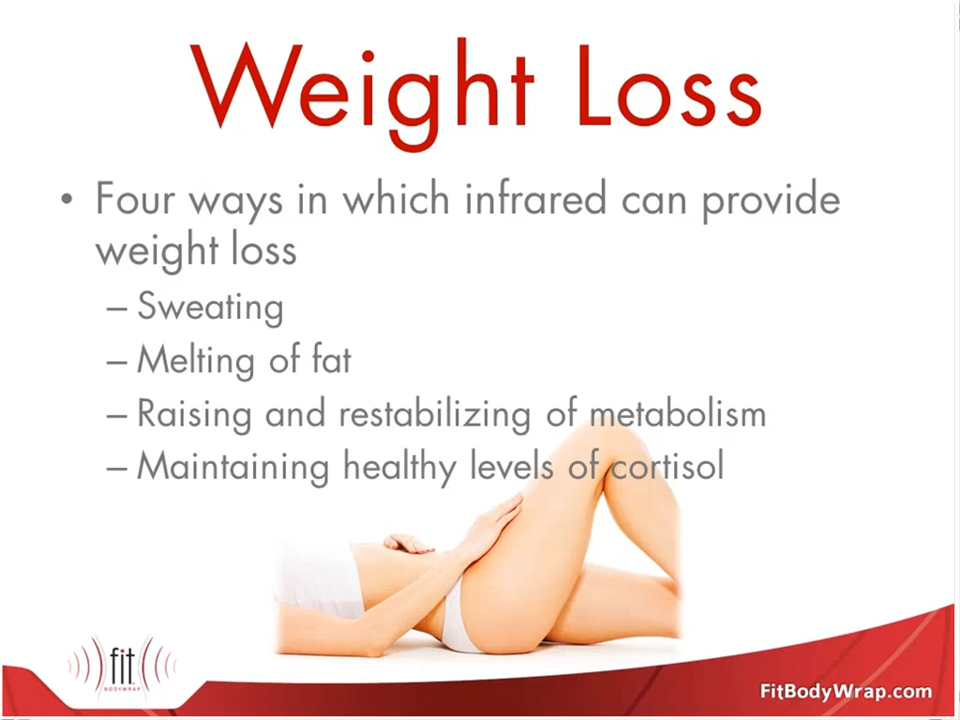 Weight Loss
• Four ways in which infrared can provide
weight loss
– Sweating
– Melting of fat
– Raising and restabilizing of metabolism
– Maintaining healthy levels of cortisol
fit
BODYWRAP
FitBodyWrap.com